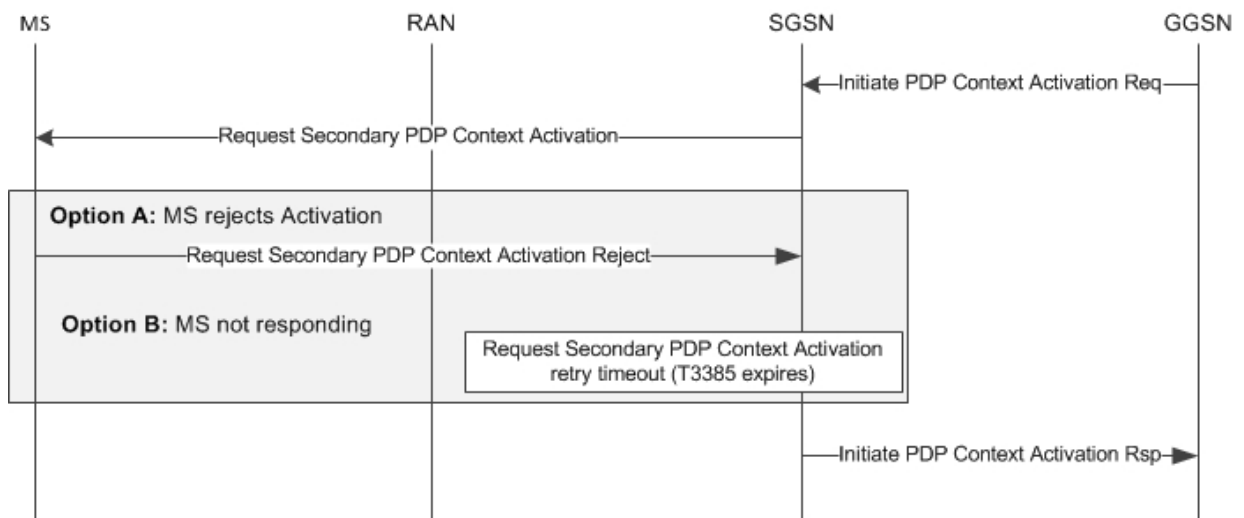 MS RAN SGSN GGSN
Initiate PDP Context Activation Req
Request Secondary PDP Context Activation
Option A: MS rejects Activation
Request Secondary PDP Context Activation Reject
Option B: MS not responding
Request Secondary PDP Context Activation
retry timeout (T3385 expires)
Initiate PDP Context Activation Rsp